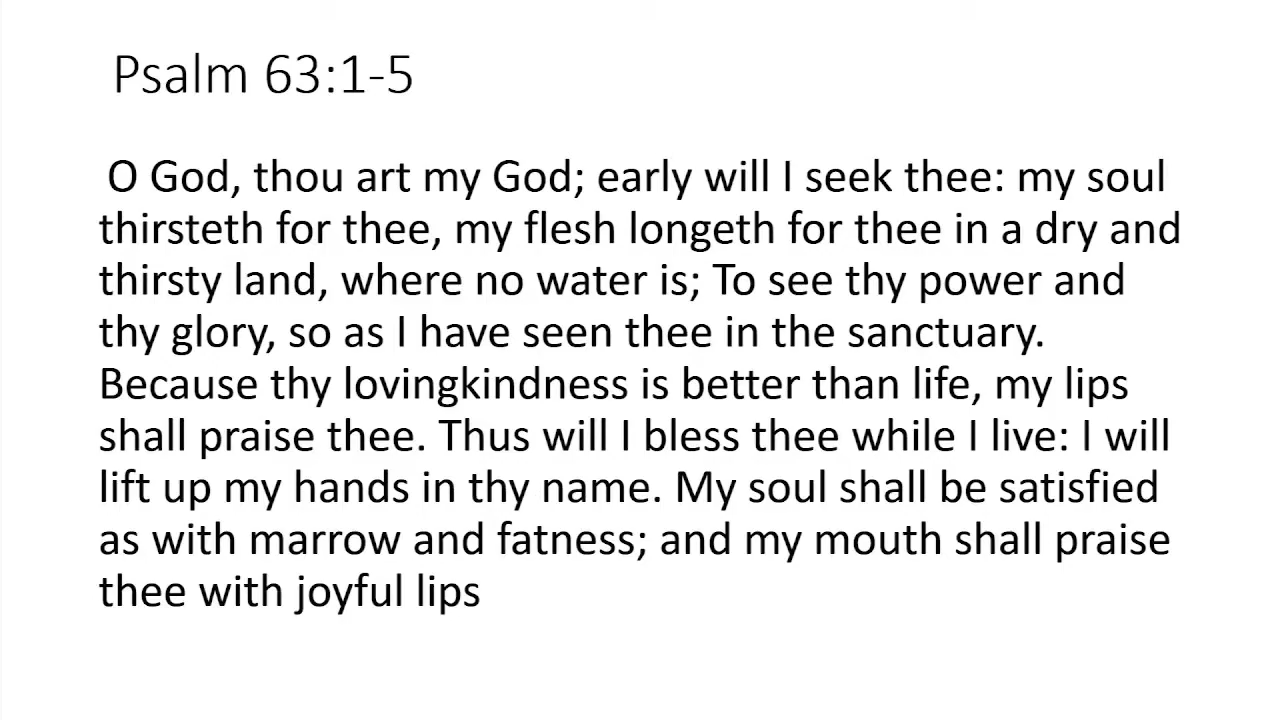 Psalm 63:1-5
O God, thou art my God; early will I seek thee: my soul
thirsteth for thee, my flesh longeth for thee in a dry and
thirsty land, where no water is; To see thy power and
thy glory, so as I have seen thee in the sanctuary.
Because thy lovingkindness is better than life, my lips
shall praise thee. Thus will I bless thee while I live: I will
lift up my hands in thy name. My soul shall be satisfied
as with marrow and fatness; and my mouth shall praise
thee with joyful lips